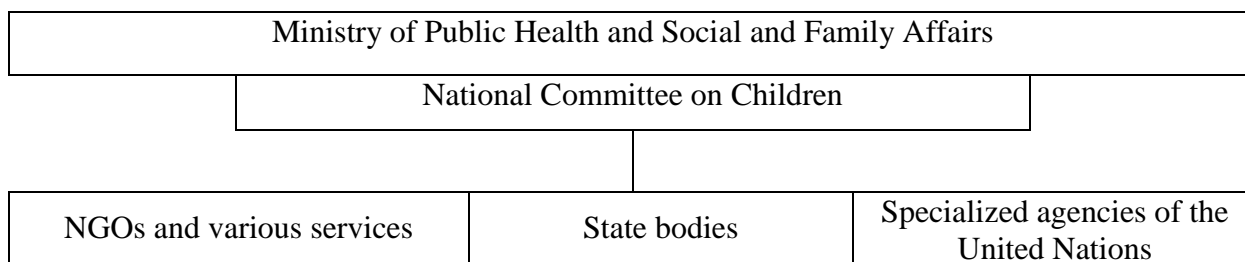 Ministry of Public Health and Social and Family Affairs
National Committee on Children
NGOs and various services
State bodies
Specialized agencies of the
United Nations